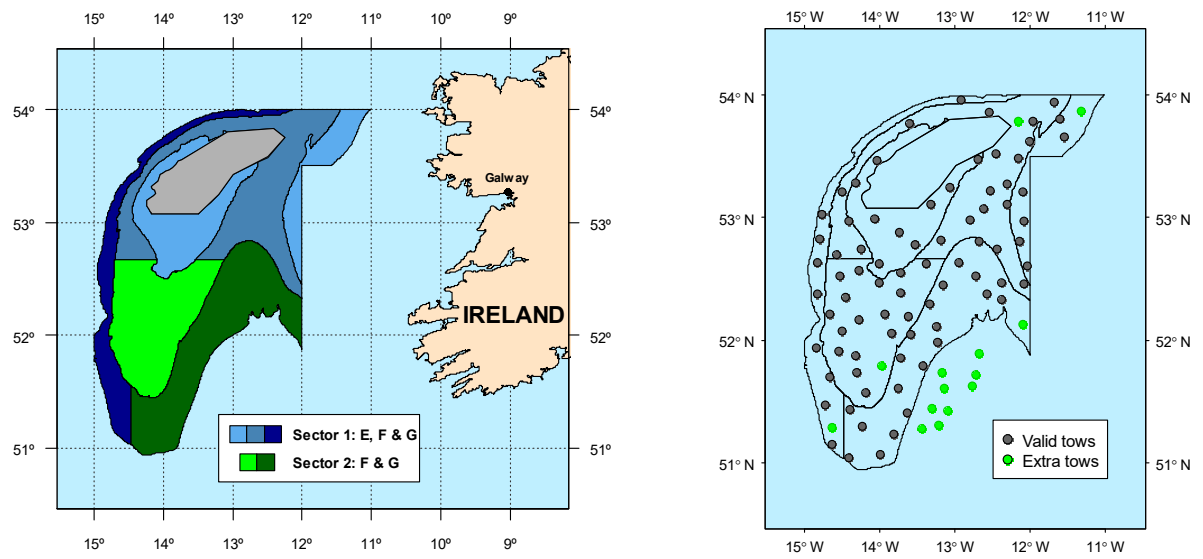 15º 14º 13º 12º 11º 10º 9º
54º 54º
53º 53º
52º 52º
51º 51º
Galway
IRELAND
Sector 1: E, F & G
Sector 2: F & G
15º 14º 13º 12º 11º 10º 9º
15° W 14° W 13° W 12° W 11° W
54° N 54° N
53° N 53° N
52° N 52° N
51° N 51° N
Valid tows
Extra tows
15° W 14° W 13° W 12° W 11° W